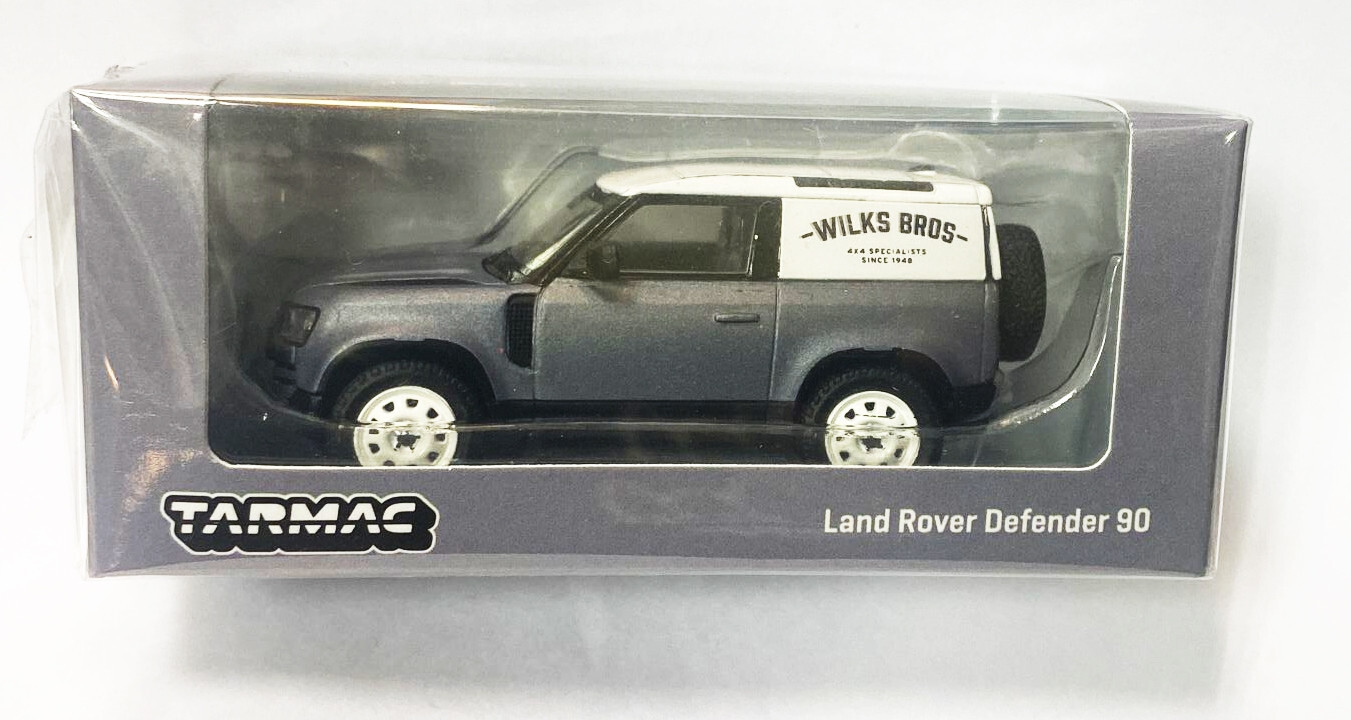 -WILKS BROS-
4X4 SPECIALISTS
SINCE 1948
TARMAC
Land Rover Defender 90